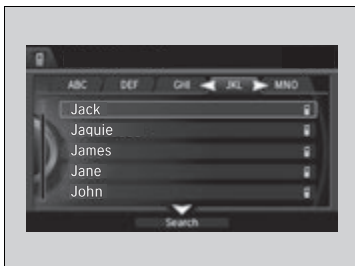 ABC DEF GHI JKL MNO
Jack
Jaquie
James
Jane
John
Search